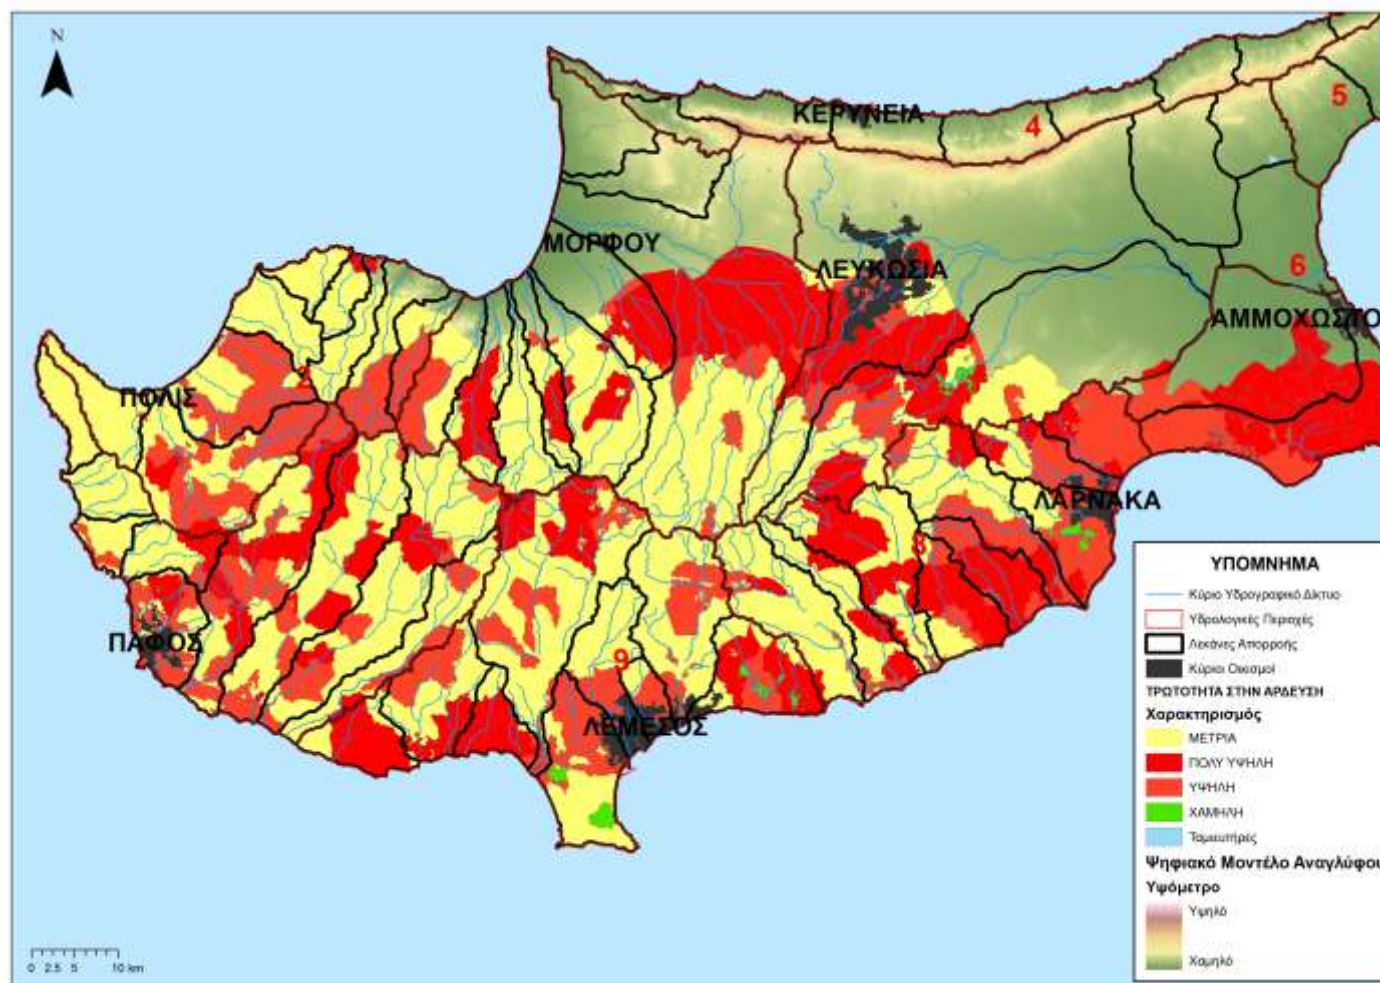 N
ΚΕΡΥΝΕΙΑ
4
5
ΜΟΡΦΟΥ
ΛΕΥΚΩΣΙΑ
6
ΑΜΜΟΧΩΣΤΟ
ΠΟΛΙΣ
ΛΑΡΝΑΚΑ
8
ΠΑΦΟΣ
9
ΛΕΜΕΣΟΣ
ΥΠΟΜΝΗΜΑ
Κύριο Υδρογραφικό Δίκτυο
Υδρολογικές Περιοχές
Λεκάνες Απορροής
Κύριοι Οικισμοί
ΤΡΩΤΟΤΗΤΑ ΣΤΗΝ ΑΡΔΕΥΣΗ
Χαρακτηρισμός
ΜΕΤΡΙΑ
ΠΟΛΥ ΥΨΗΛΗ
ΥΨΗΛΗ
ΧΑΜΗΛΗ
Ταμιευτήρες
Ψηφιακό Μοντέλο Αναγλύφου
Υψόμετρο
Υψηλό
Χαμηλό
0 2.5 5 10 km